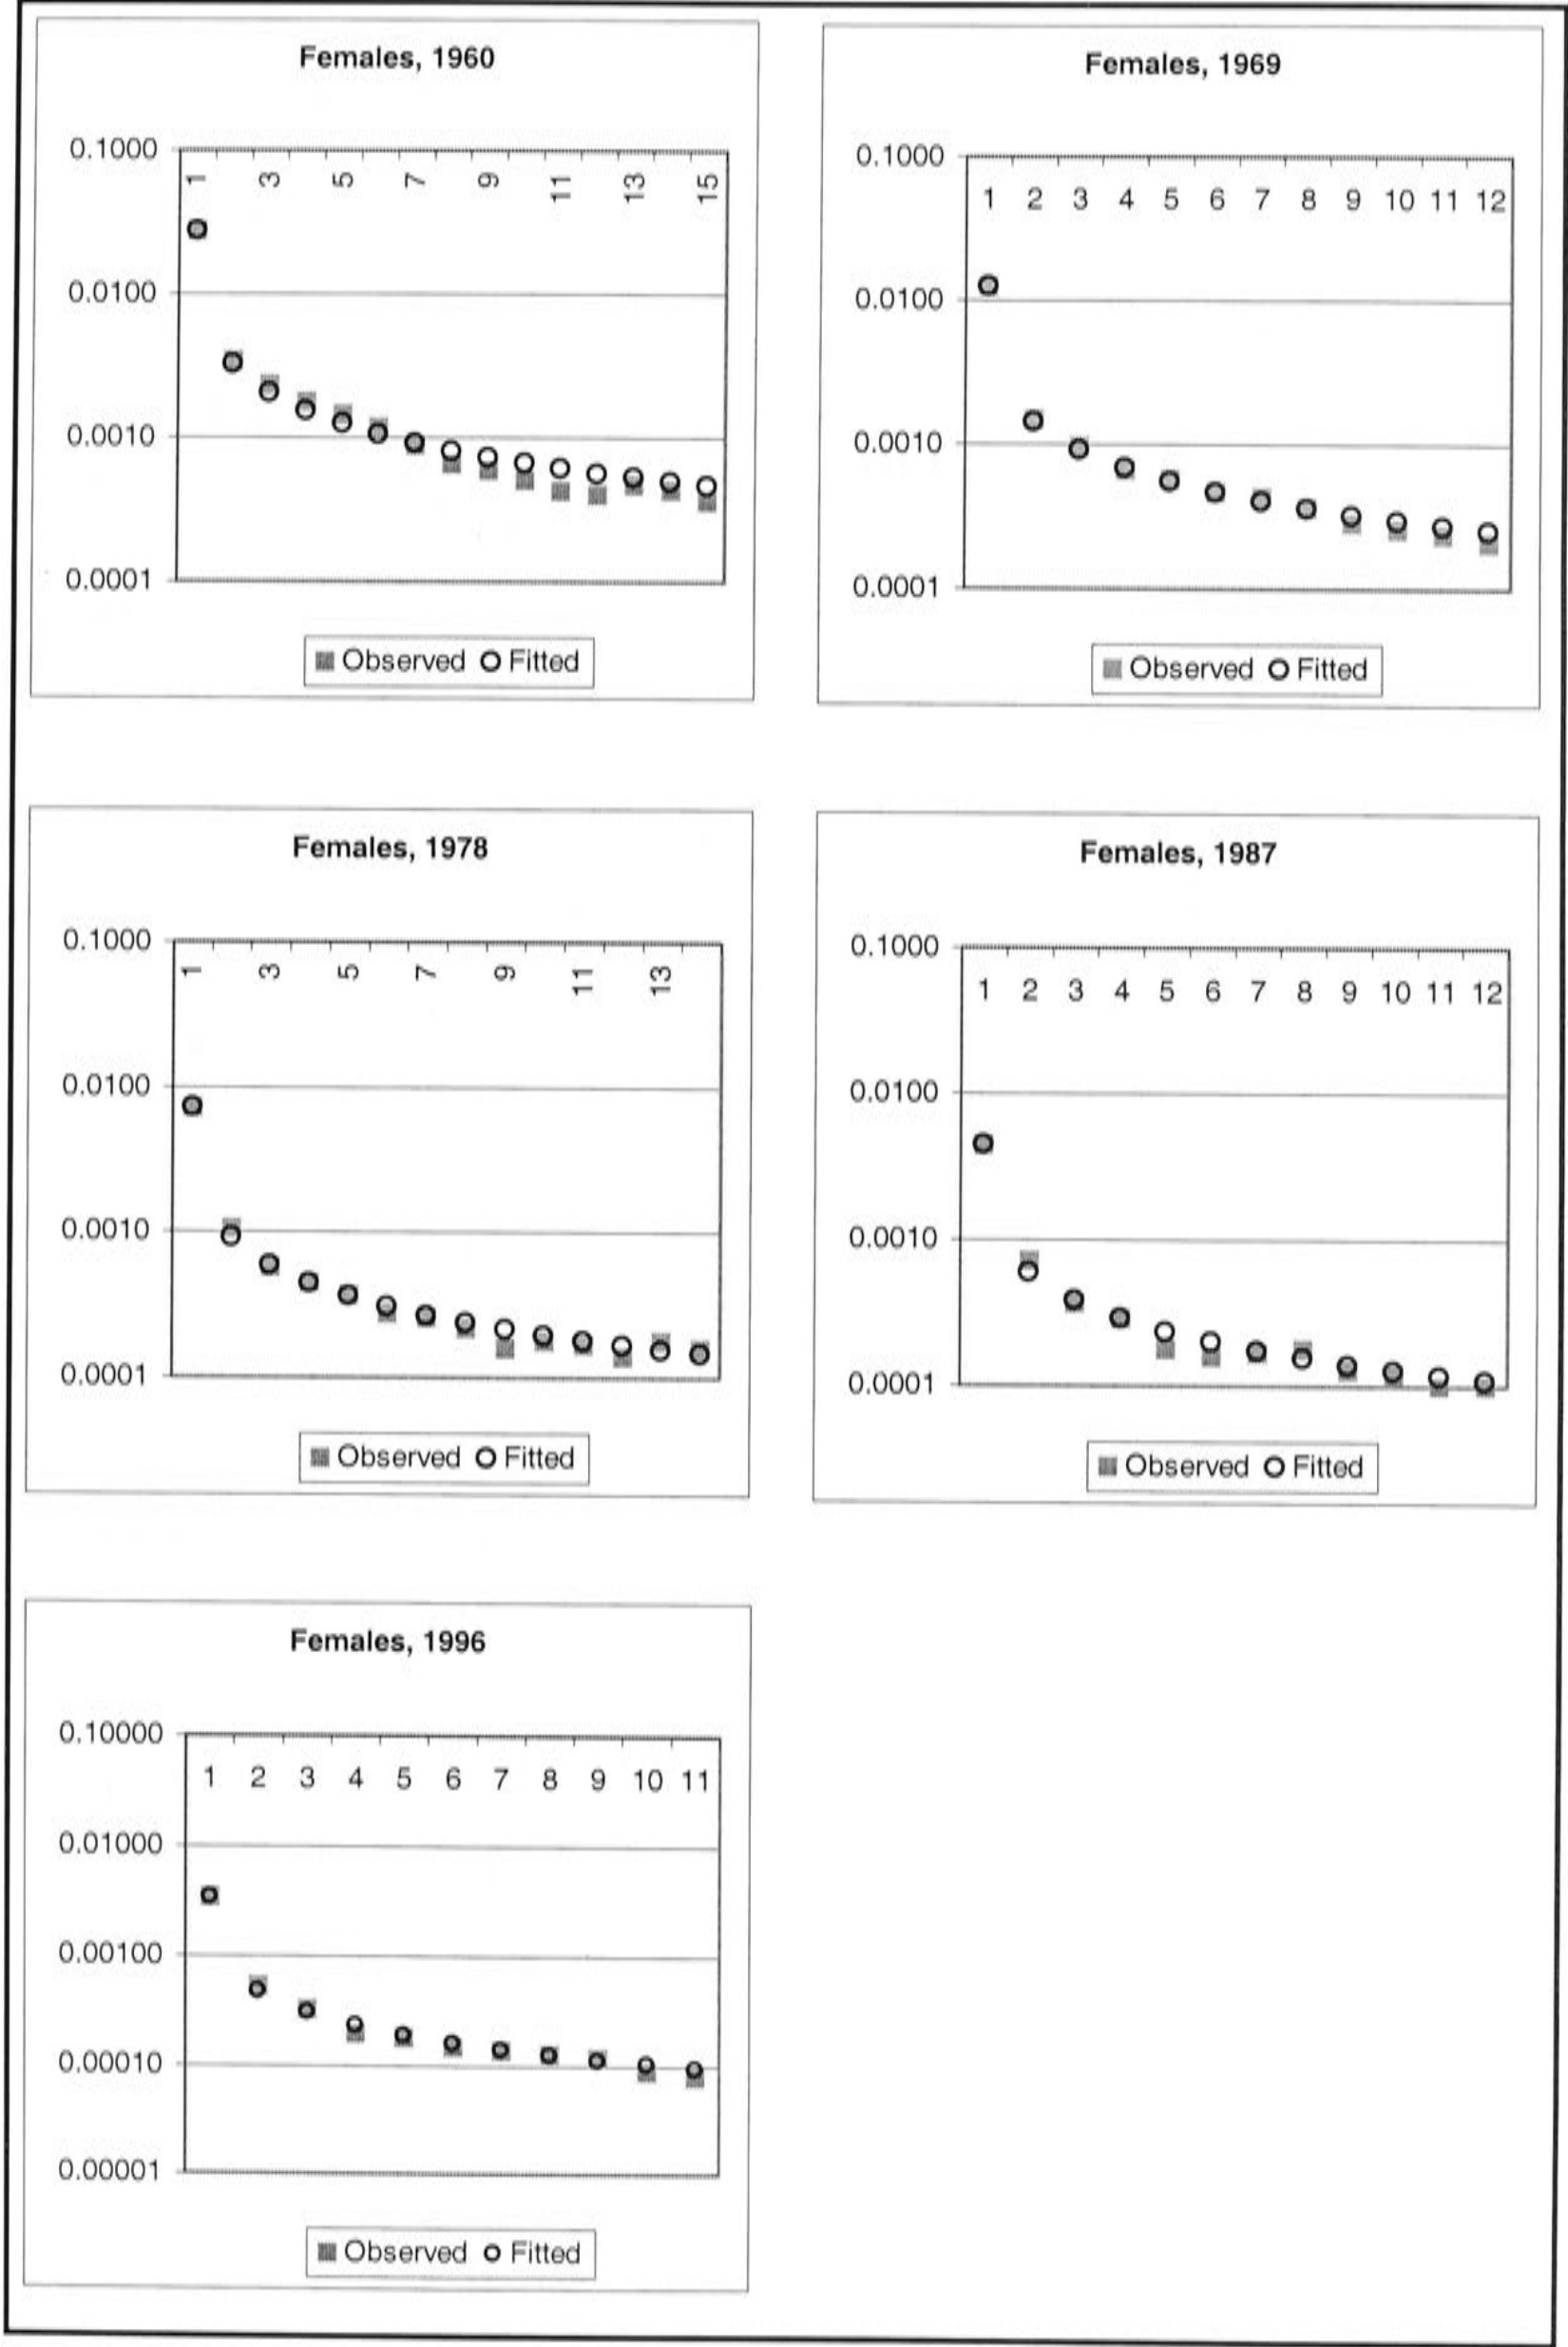 Females, 1960
0.1000
1 3 5 7 9 11 13 15
0.0100
0.0010
0.0001
Observed Fitted
Females, 1969
0.1000
1 2 3 4 5 6 7 8 9 10 11 12
0.0100
0.0010
0.0001
Observed Fitted
Females, 1978
0.1000
1 3 5 7 9 11 13
0.0100
0.0010
0.0001
Observed Fitted
Females, 1987
0.1000
1 2 3 4 5 6 7 8 9 10 11 12
0.0100
0.0010
0.0001
Observed Fitted
Females, 1996
0.10000
1 2 3 4 5 6 7 8 9 10 11
0.01000
0.00100
0.00010
0.00001
Observed Fitted